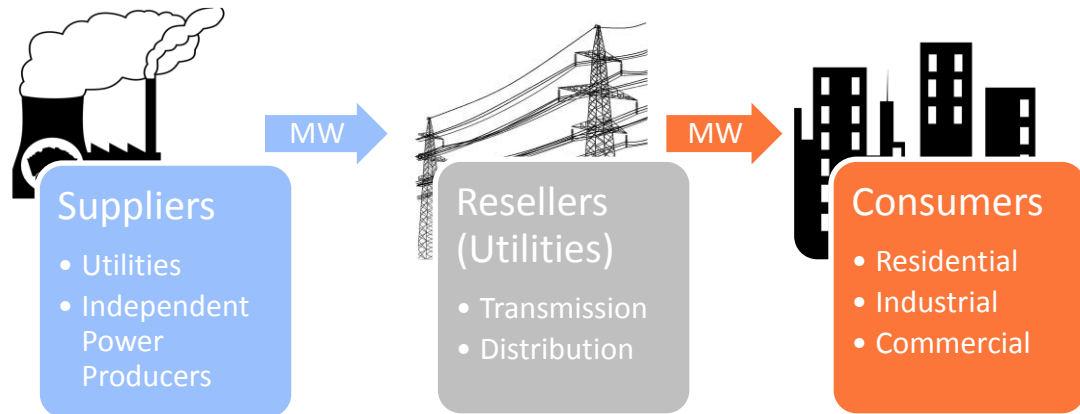 MW
MW
Suppliers
• Utilities
• Independent
Power
Producers
Resellers
(Utilities)
• Transmission
• Distribution
Consumers
• Residential
• Industrial
• Commercial